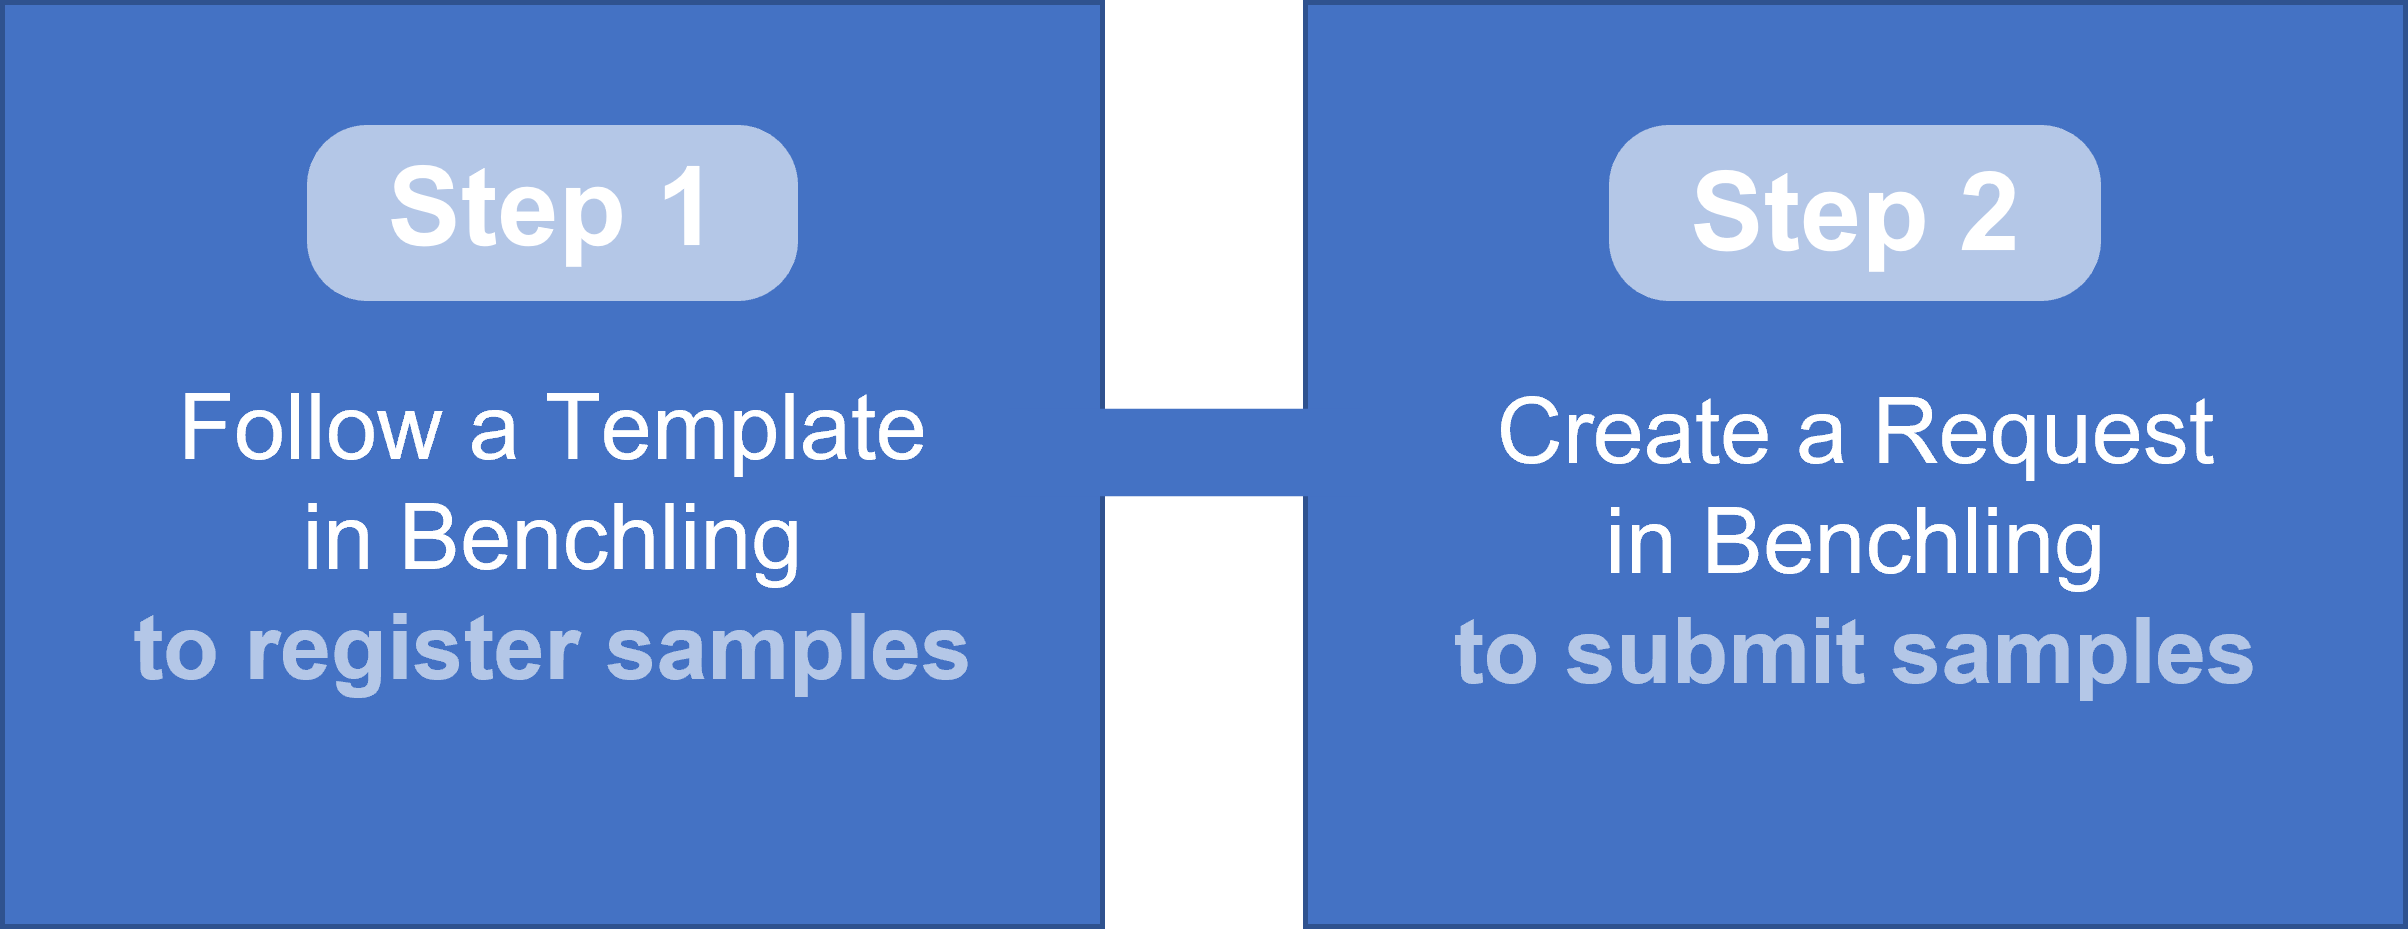 Step 1
Follow a Template
in Benchling
to register samples
Step 2
Create a Request
in Benchling
to submit samples